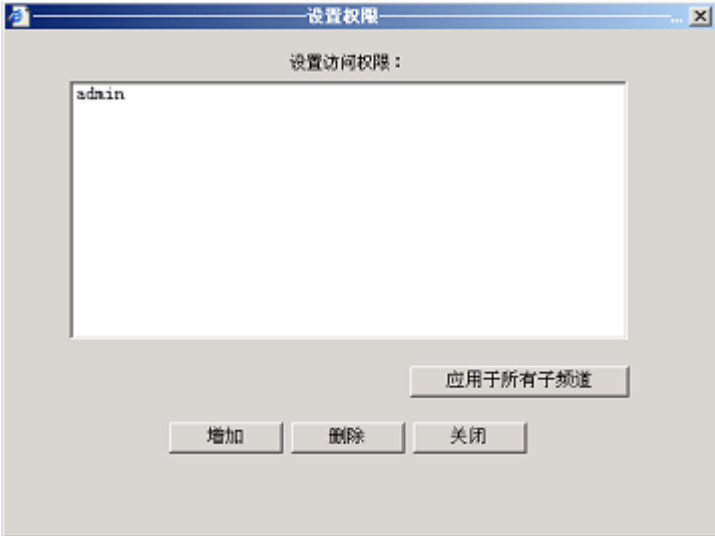 设置权限 ...
设置访问权限：
admin
应用于所有子频道
增加 删除 关闭